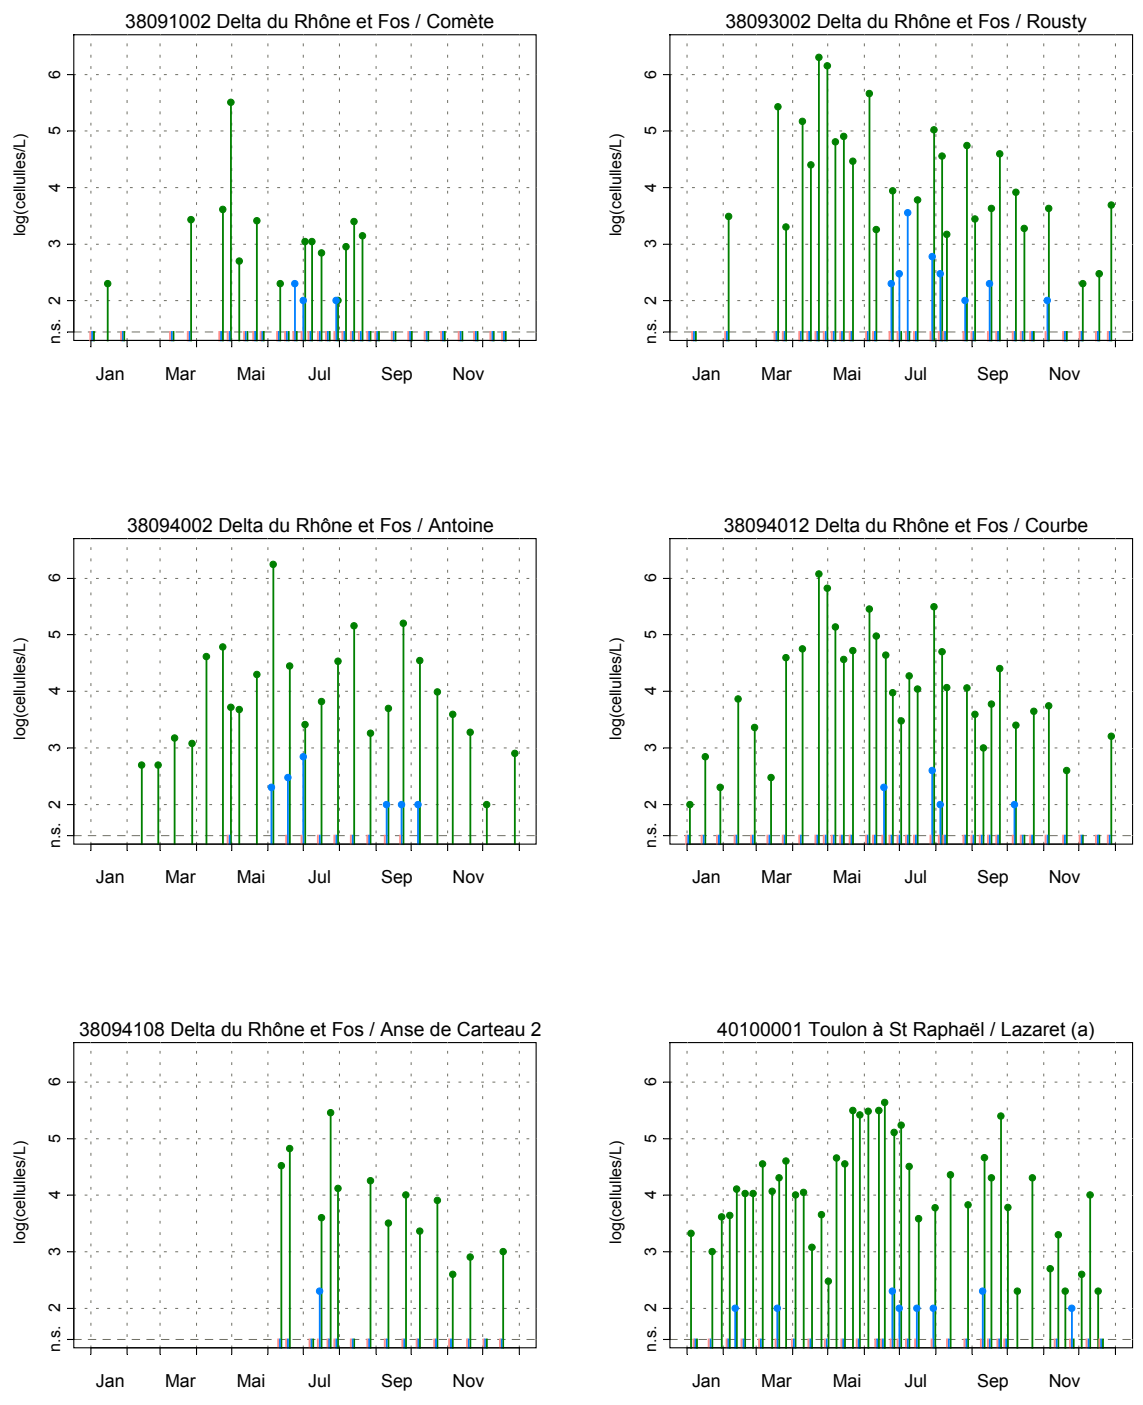 38091002 Delta du Rhône et Fos / Comète
log(cellulles/L)
6
5
4
3
2
n.s.
Jan Mar Mai Jul Sep Nov
38093002 Delta du Rhône et Fos / Rousty
log(cellulles/L)
6
5
4
3
2
n.s.
Jan Mar Mai Jul Sep Nov
38094002 Delta du Rhône et Fos / Antoine
log(cellulles/L)
6
5
4
3
2
n.s.
Jan Mar Mai Jul Sep Nov
38094012 Delta du Rhône et Fos / Courbe
log(cellulles/L)
6
5
4
3
2
n.s.
Jan Mar Mai Jul Sep Nov
38094108 Delta du Rhône et Fos / Anse de Carteau 2
log(cellulles/L)
6
5
4
3
2
n.s.
Jan Mar Mai Jul Sep Nov
40100001 Toulon à St Raphaël / Lazaret (a)
log(cellulles/L)
6
5
4
3
2
n.s.
Jan Mar Mai Jul Sep Nov